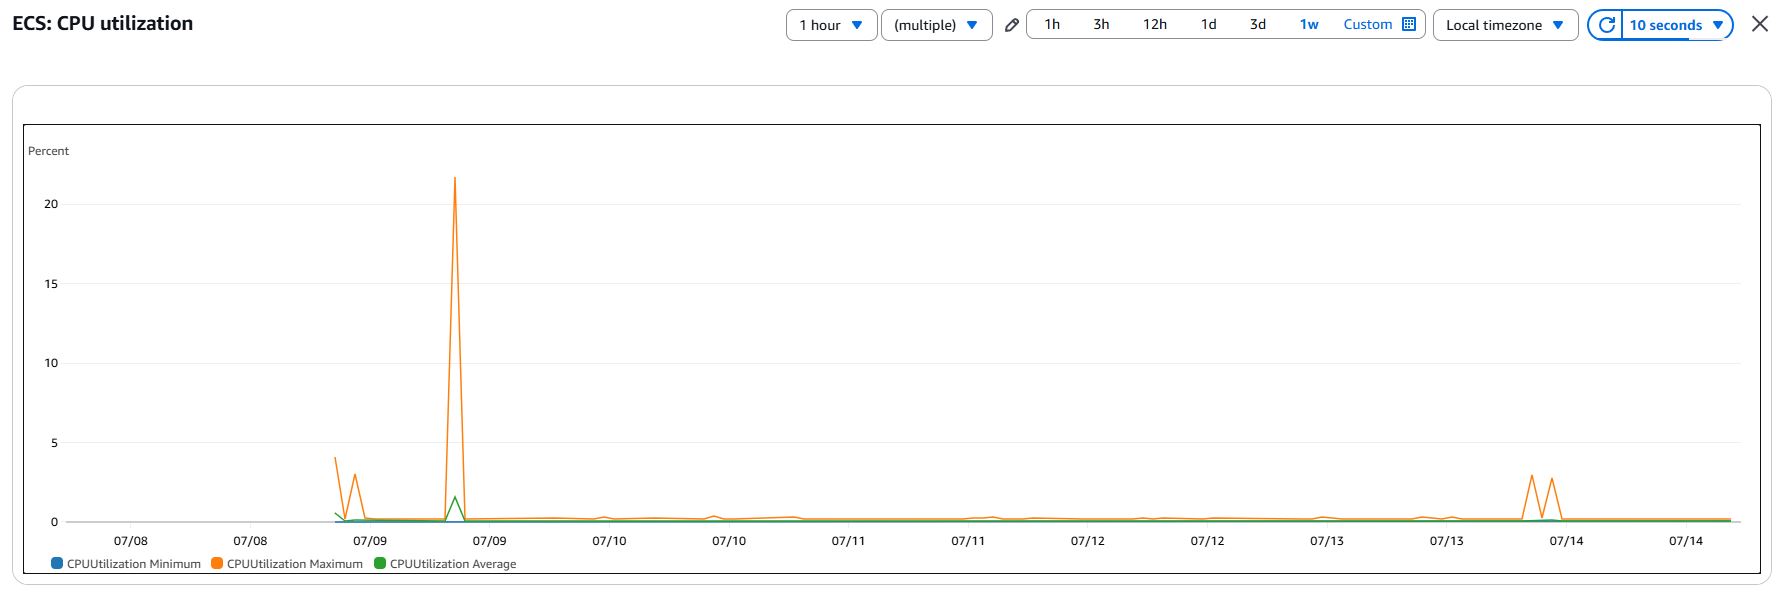 ECS: CPU utilization
1 hour (multiple) 1h 3h 12h 1d 3d 1w Custom Local timezone 10 seconds
Percent
20
15
10
5
0
07/08 07/08 07/09 07/09 07/10 07/10 07/11 07/11 07/12 07/12 07/13 07/13 07/14 07/14
CPUUtilization Minimum CPUUtilization Maximum CPUUtilization Average